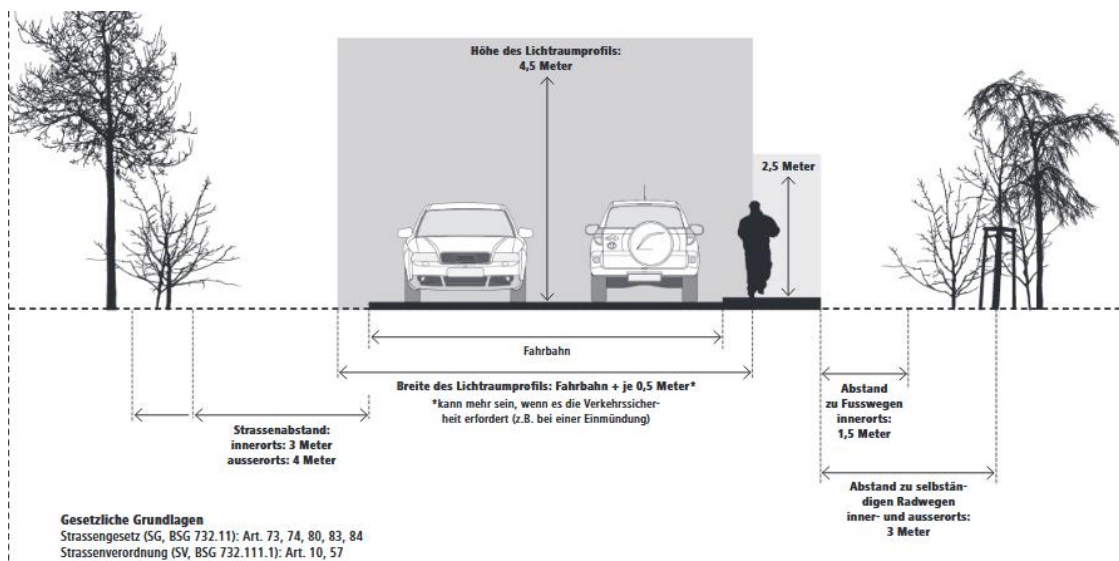 Höhe des Lichtraumprofils:
4,5 Meter
2,5 Meter
Fahrbahn
Breite des Lichtraumprofils: Fahrbahn + je 0,5 Meter*
*kann mehr sein, wenn es die Verkehrssicher-
heit erfordert (z.B. bei einer Einmündung)
Strassenabstand:
innerorts: 3 Meter
ausserorts: 4 Meter
Abstand
zu Fusswegen
innerorts:
1,5 Meter
Abstand zu selbstän-
digen Radwegen
inner- und ausserorts:
3 Meter
Gesetzliche Grundlagen
Strassengesetz (SG, BSG 732.11): Art. 73, 74, 80, 83, 84
Strassenverordnung (SV, BSG 732.111.1): Art. 10, 57